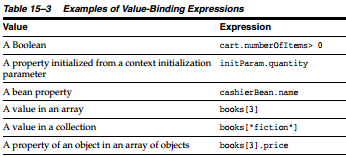 Table 15–3 Examples of Value-Binding Expressions
Value Expression
A Boolean cart.numberOfItems> 0
A property initialized from a context initialization initParam.quantity
parameter
A bean property cashierBean.name
A value in an array books[3]
A value in a collection books["fiction"]
A property of an object in an array of objects books[3].price